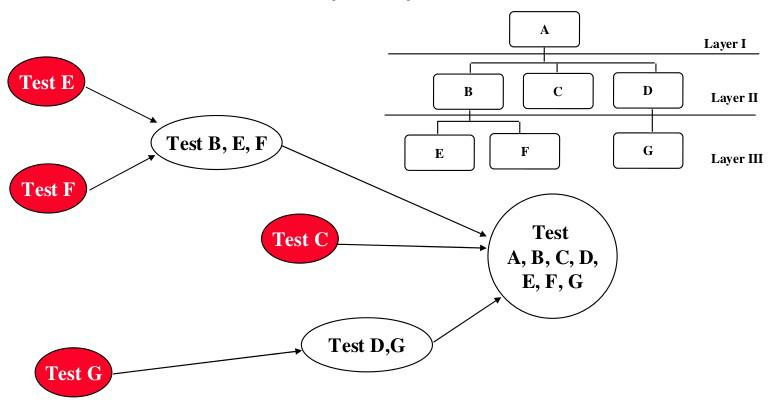 A
Layer I
B
C
D
Layer II
E
F
G
Layer III
Test E
Test B, E, F
Test F
Test C
Test
A, B, C, D,
E, F, G
Test D,G
Test G